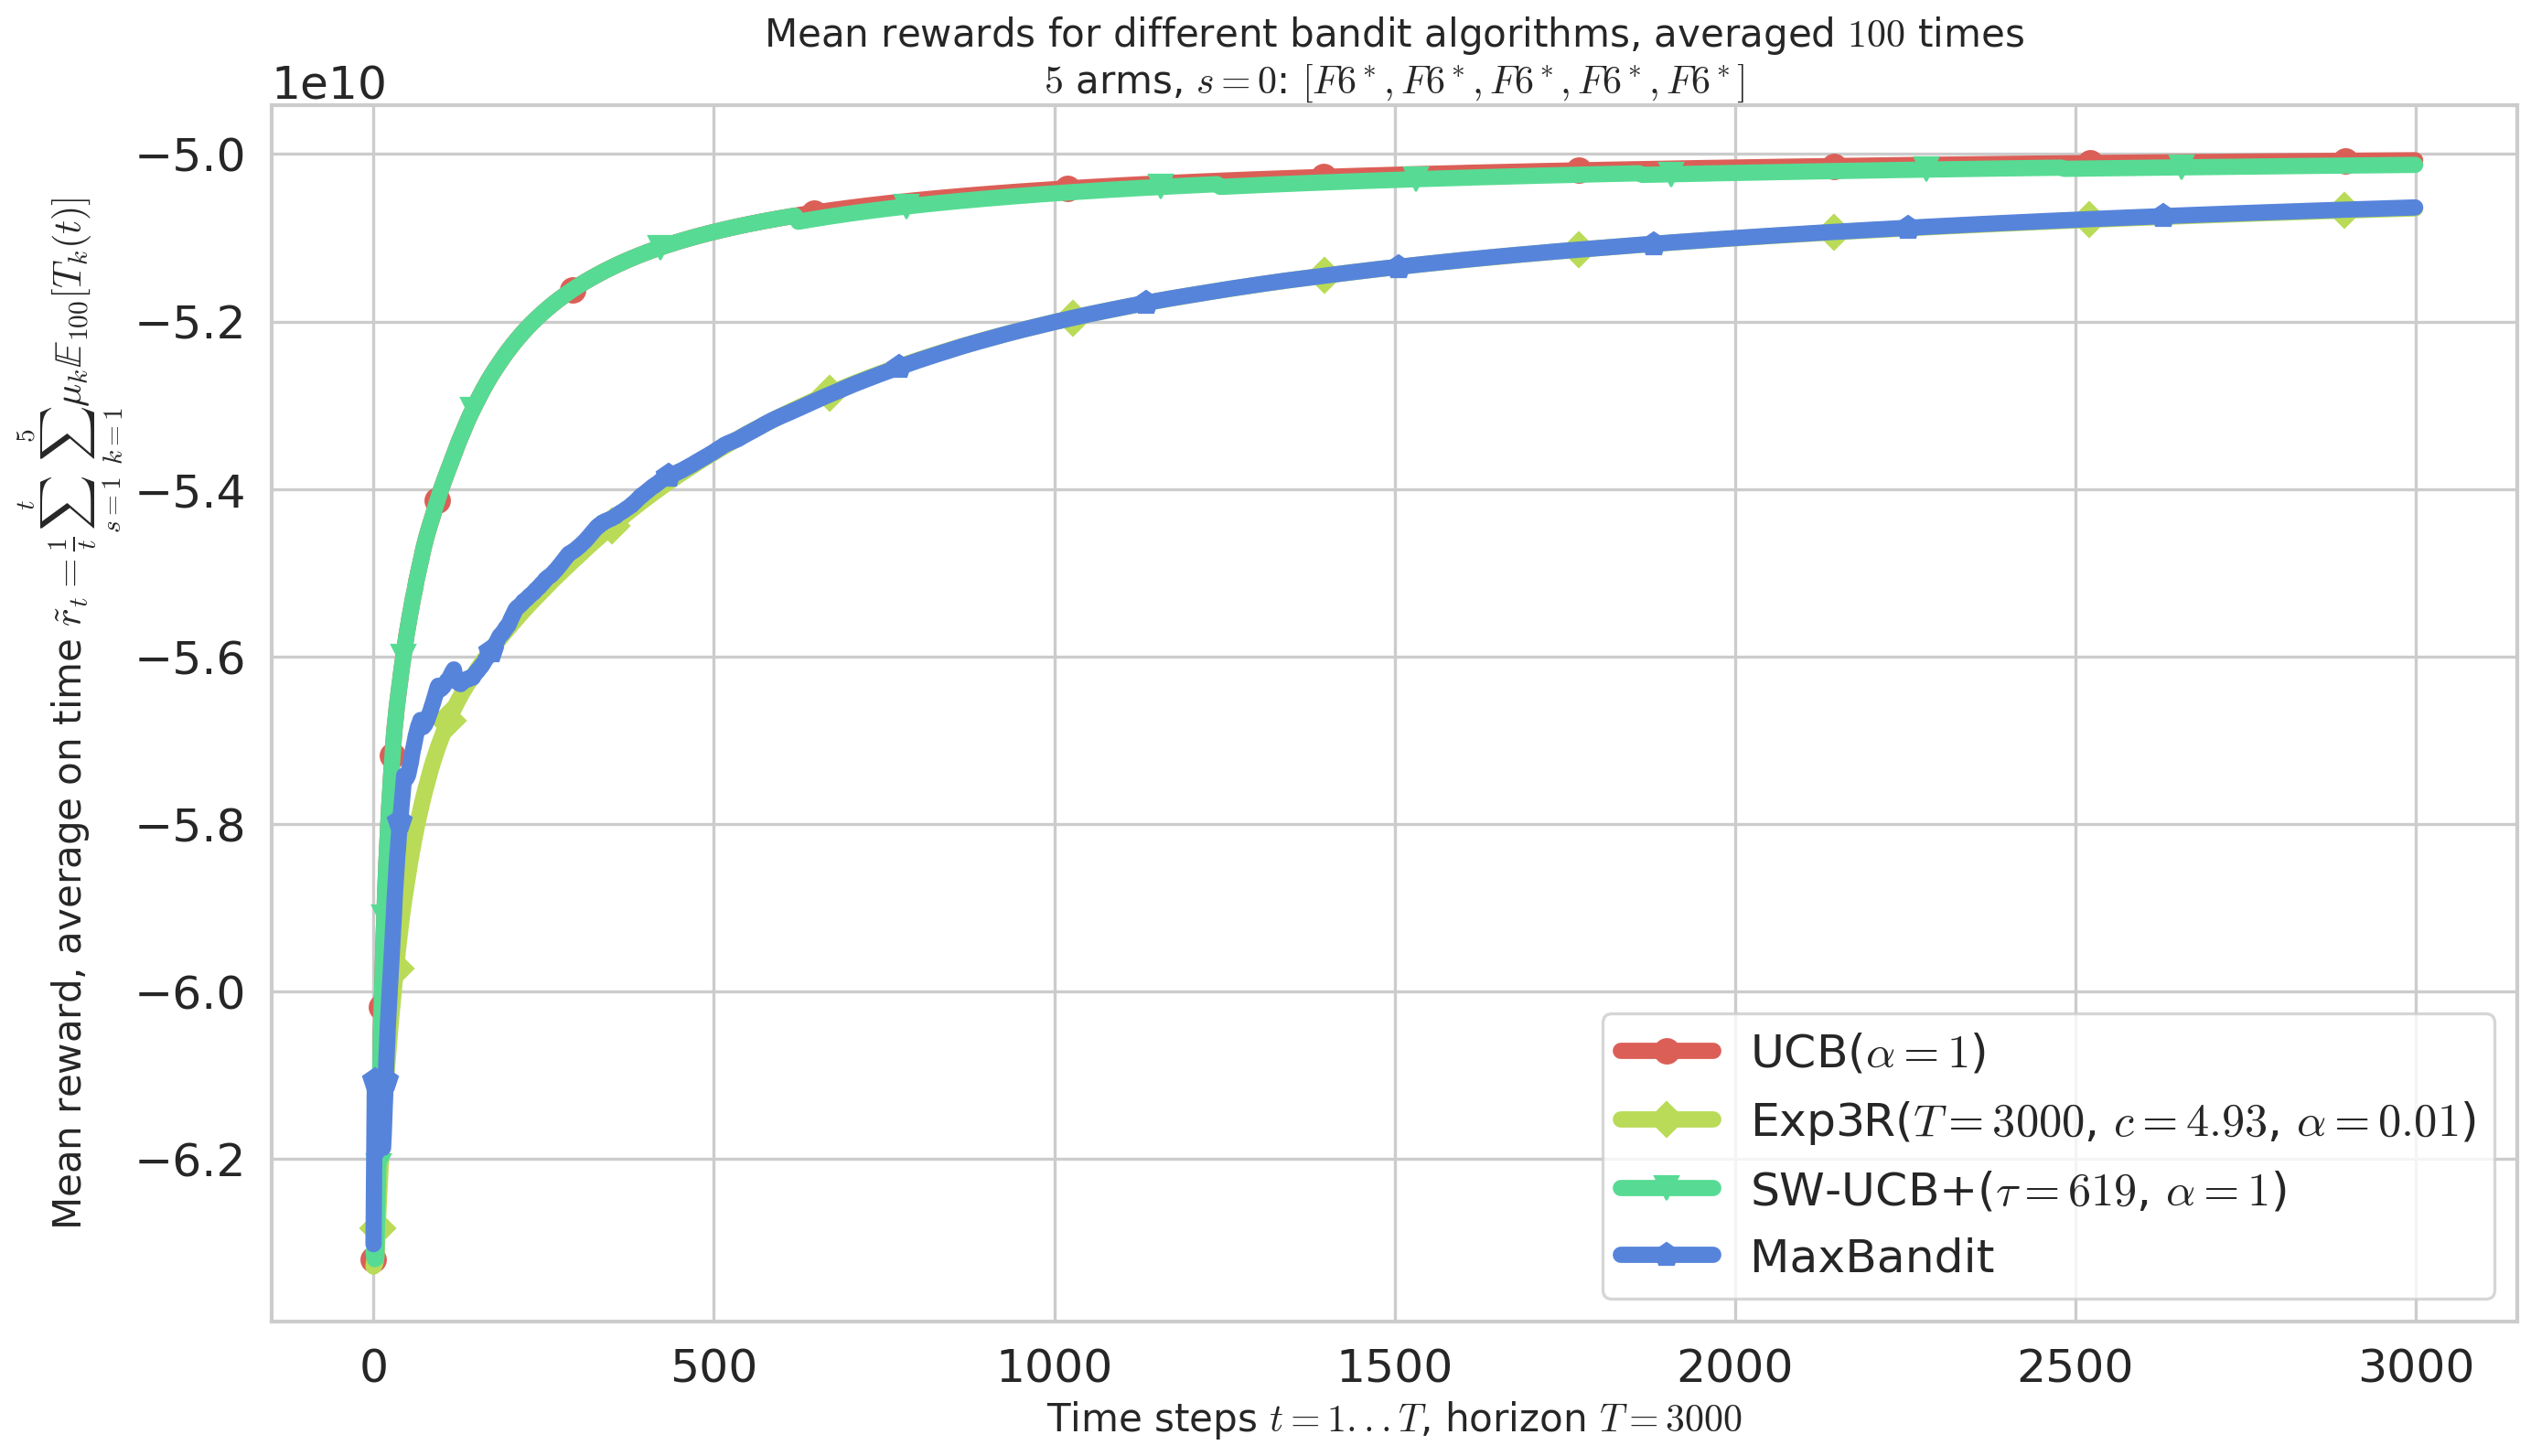 Mean rewards for different bandit algorithms, averaged 100 times
5 arms, s = 0: [F6*, F6*, F6*, F6*, F6*]
1e10
Mean reward, average on time r̃_t = 1/t ∑_{s=1}^{t} ∑_{k=1}^{5} μ_k 𝔼_{100}[T_k(t)]
−5.0
−5.2
−5.4
−5.6
−5.8
−6.0
−6.2
UCB(α = 1)
Exp3R(T = 3000, c = 4.93, α = 0.01)
SW-UCB+(τ = 619, α = 1)
MaxBandit
0 500 1000 1500 2000 2500 3000
Time steps t = 1...T, horizon T = 3000